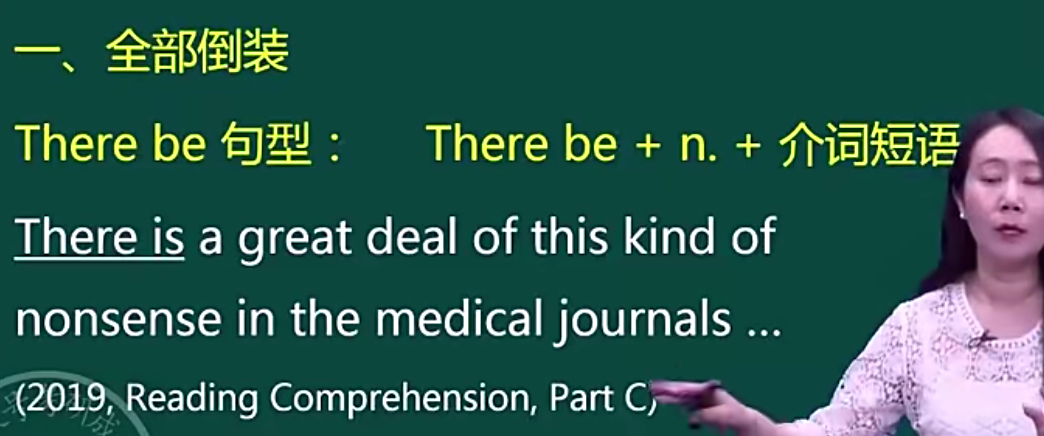 一、全部倒装
There be 句型： There be + n. + 介词短语
There is a great deal of this kind of
nonsense in the medical journals ...
(2019, Reading Comprehension, Part C)